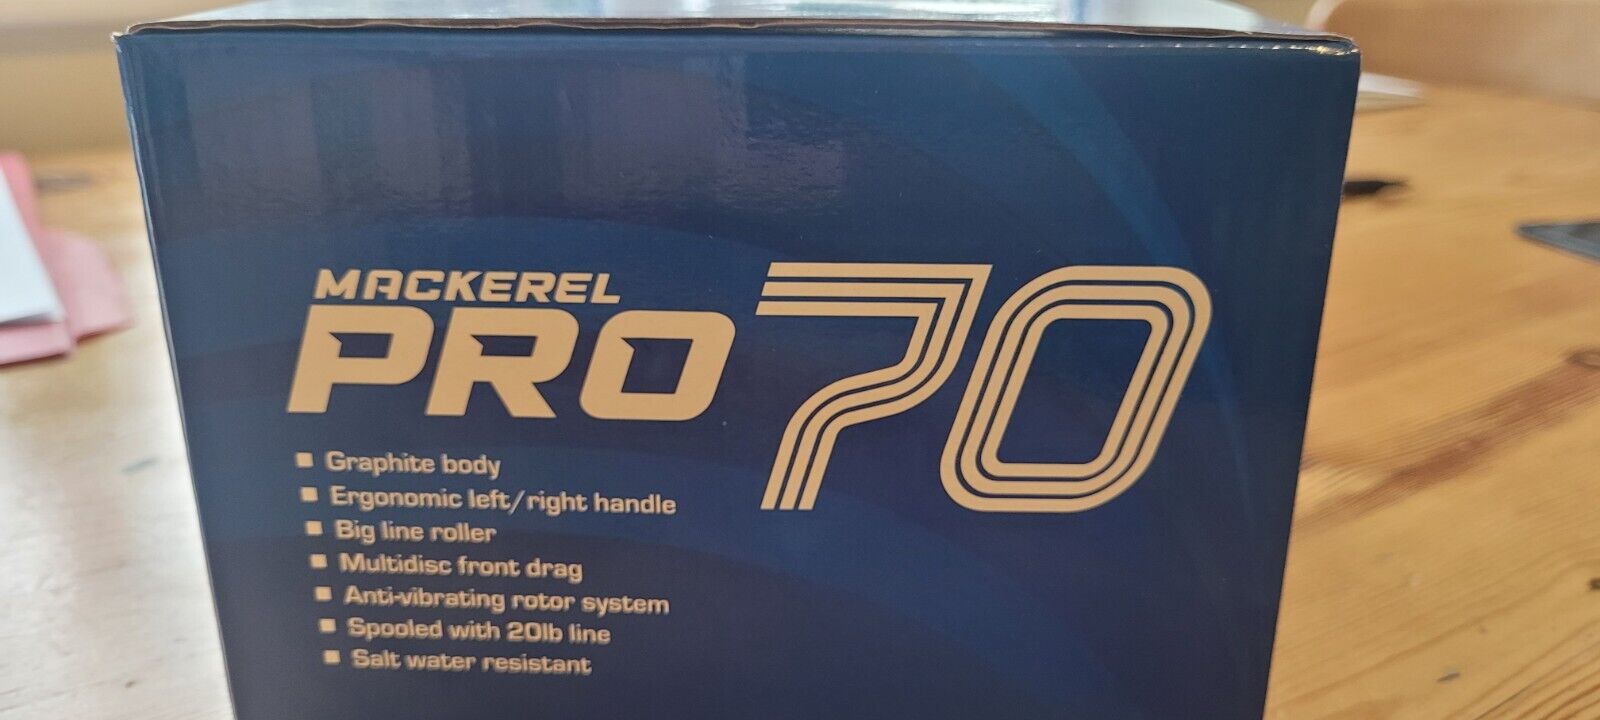 MACKEREL
PRO 70
Graphite body
Ergonomic left/right handle
Big line roller
Multidisc front drag
Anti-vibrating rotor system
Spooled with 20lb line
Salt water resistant